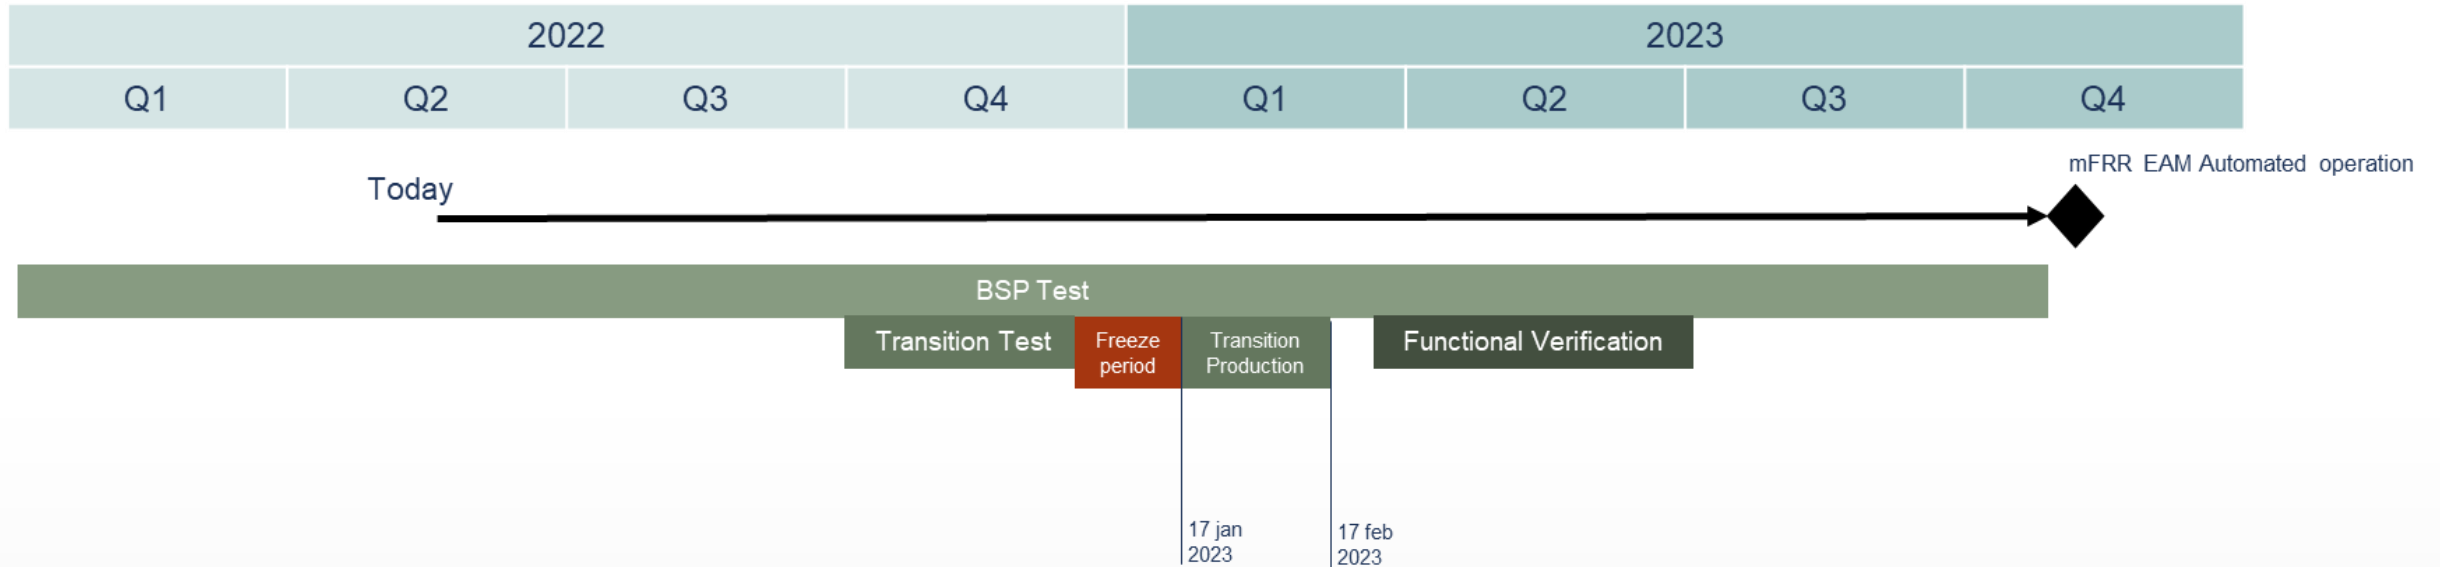 2022
2023
Q1
Q2
Q3
Q4
Q1
Q2
Q3
Q4
mFRR EAM Automated operation
Today
BSP Test
Transition Test
Freeze
period
Transition
Production
Functional Verification
17 jan
2023
17 feb
2023